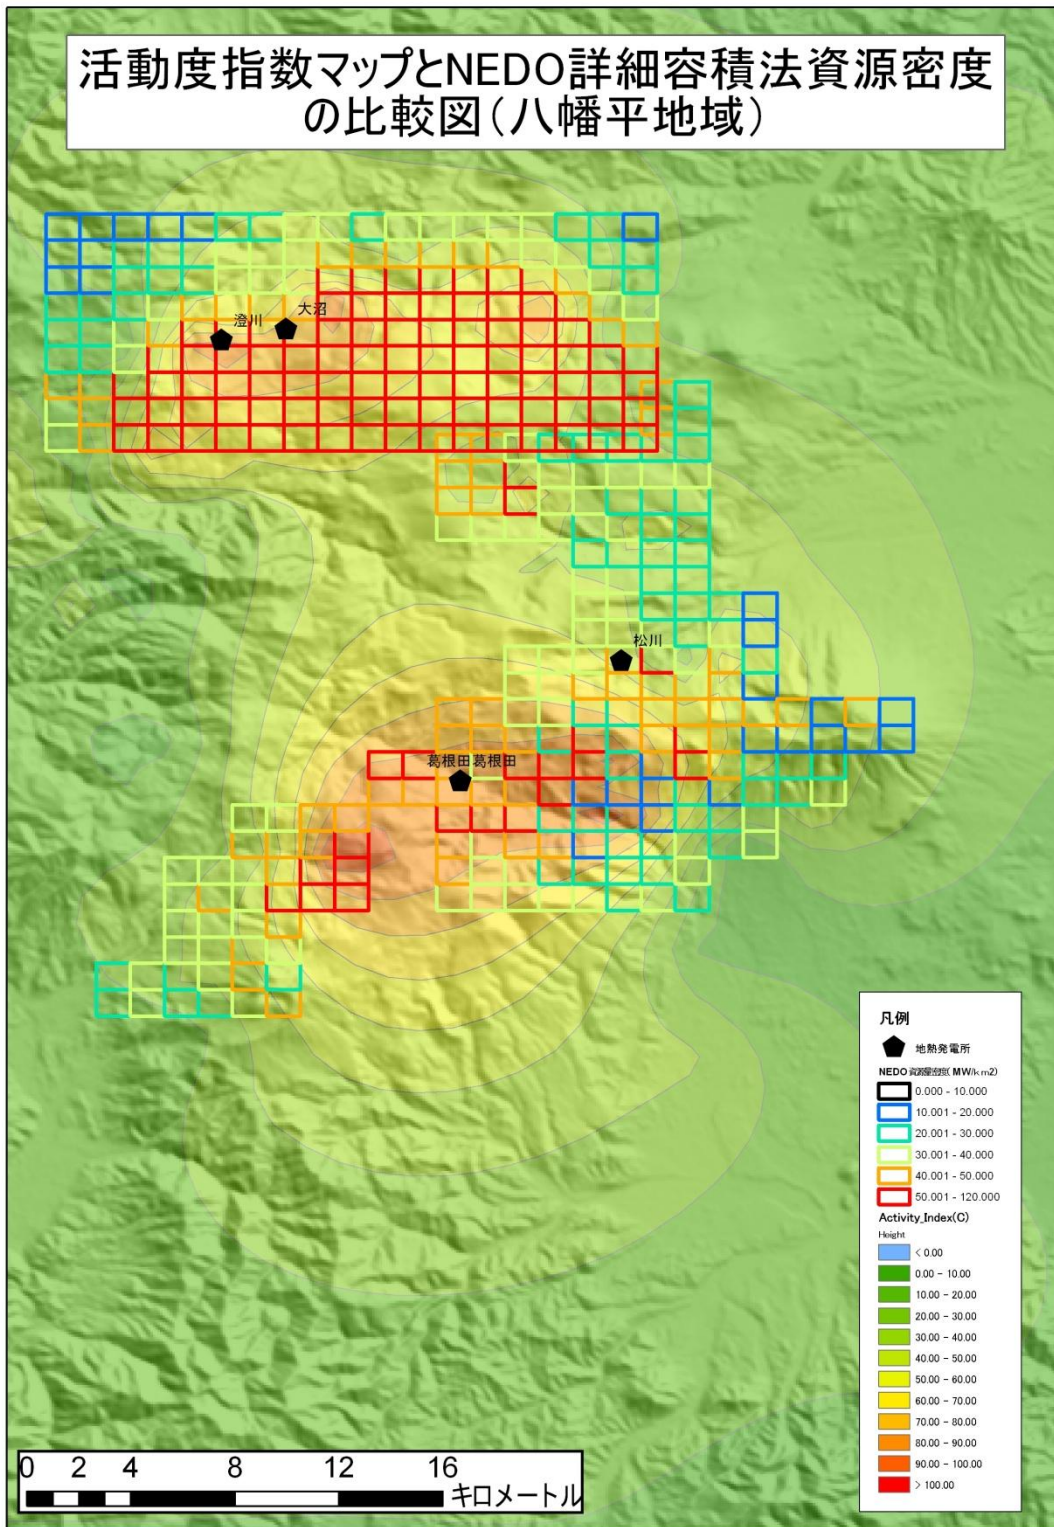 活動度指数マップとNEDO詳細容積法資源密度
の比較図(八幡平地域)
澄川
大沼
松川
葛根田 葛根田
凡例
地熱発電所
NEDO資源量密度(MW/km2)
0.000 - 10.000
10.001 - 20.000
20.001 - 30.000
30.001 - 40.000
40.001 - 50.000
50.001 - 120.000
Activity_Index(C)
Height
< 0.00
0.00 - 10.00
10.00 - 20.00
20.00 - 30.00
30.00 - 40.00
40.00 - 50.00
50.00 - 60.00
60.00 - 70.00
70.00 - 80.00
80.00 - 90.00
90.00 - 100.00
> 100.00
0 2 4 8 12 16
キロメートル